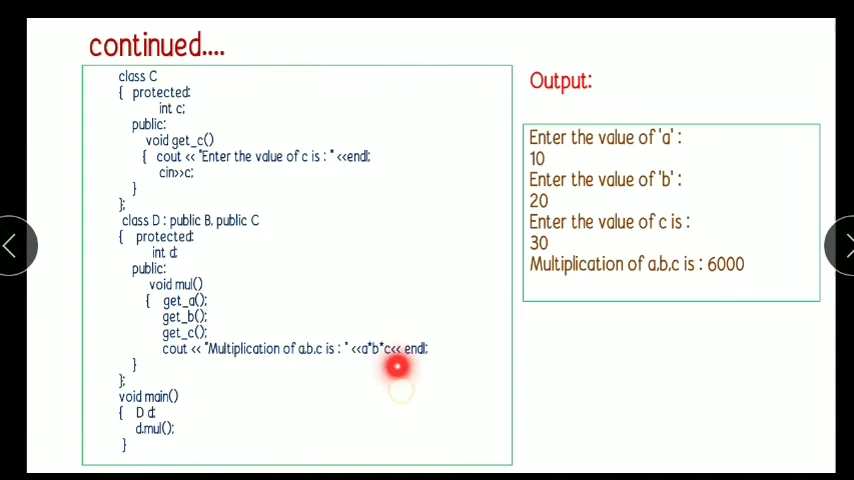 continued....
class C
{ protected:
int c;
public:
void get_c()
{ cout << "Enter the value of c is : " <<endl;
cin>>c;
}
};
class D : public B, public C
{ protected:
int d;
public:
void mul()
{ get_a();
get_b();
get_c();
cout << "Multiplication of a,b,c is : " <<a*b*c<< endl;
}
};
void main()
{ D d;
d.mul();
}
Output:
Enter the value of 'a' :
10
Enter the value of 'b' :
20
Enter the value of c is :
30
Multiplication of a,b,c is : 6000